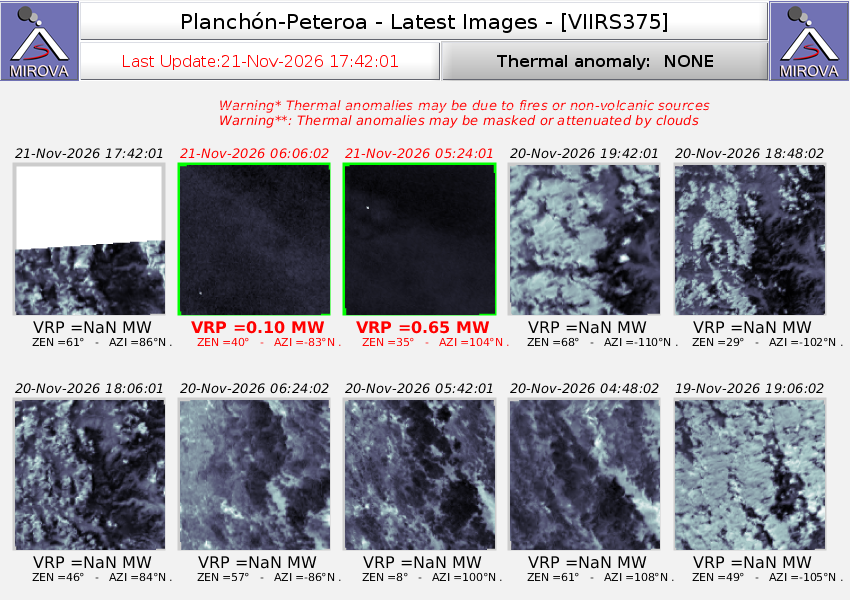 Planchón-Peteroa - Latest Images - [VIIRS375]
MIROVA
Last Update:21-Nov-2026 17:42:01
Thermal anomaly: NONE
MIROVA
Warning* Thermal anomalies may be due to fires or non-volcanic sources
Warning**: Thermal anomalies may be masked or attenuated by clouds
21-Nov-2026 17:42:01 21-Nov-2026 06:06:02 21-Nov-2026 05:24:01 20-Nov-2026 19:42:01 20-Nov-2026 18:48:02
VRP =NaN MW VRP =0.10 MW VRP =0.65 MW VRP =NaN MW VRP =NaN MW
ZEN =61° - AZI =86°N . ZEN =40° - AZI =-83°N . ZEN =35° - AZI =104°N . ZEN =68° - AZI =-110°N . ZEN =29° - AZI =-102°N .
20-Nov-2026 18:06:01 20-Nov-2026 06:24:02 20-Nov-2026 05:42:01 20-Nov-2026 04:48:02 19-Nov-2026 19:06:02
VRP =NaN MW VRP =NaN MW VRP =NaN MW VRP =NaN MW VRP =NaN MW
ZEN =46° - AZI =84°N . ZEN =57° - AZI =-86°N . ZEN =8° - AZI =100°N . ZEN =61° - AZI =108°N . ZEN =49° - AZI =-105°N .